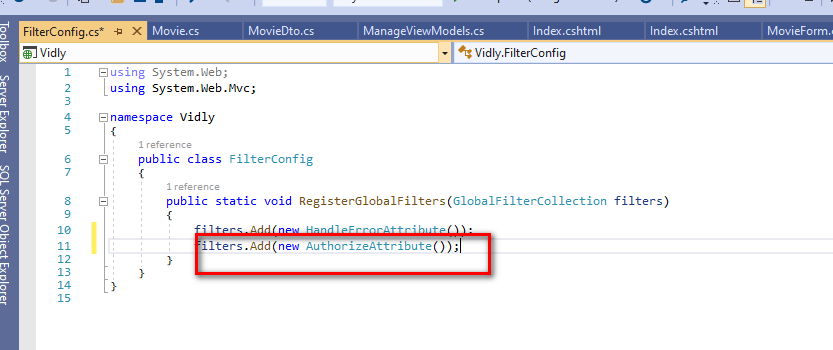 FilterConfig.cs*
Movie.cs
MovieDto.cs
ManageViewModels.cs
Index.cshtml
Index.cshtml
MovieForm.c
Toolbox
Server Explorer
SQL Server Object Explorer
Vidly
Vidly.FilterConfig
1 using System.Web;
2 using System.Web.Mvc;
3
4 namespace Vidly
5 {
1 reference
6 public class FilterConfig
7 {
1 reference
8 public static void RegisterGlobalFilters(GlobalFilterCollection filters)
9 {
10 filters.Add(new HandleErrorAttribute());
11 filters.Add(new AuthorizeAttribute());
12 }
13 }
14 }
15